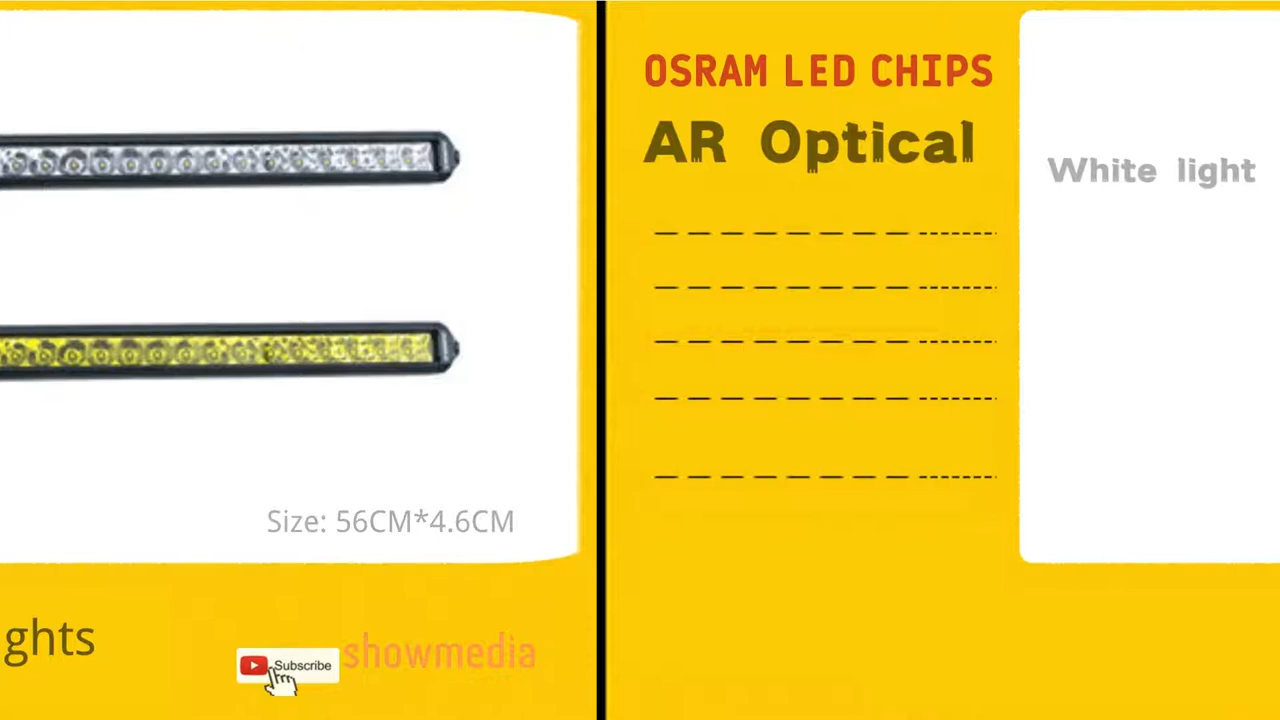 Size: 56CM*4.6CM
ghts
Subscribe
showmedia
OSRAM LED CHIPS
AR Optical
White light